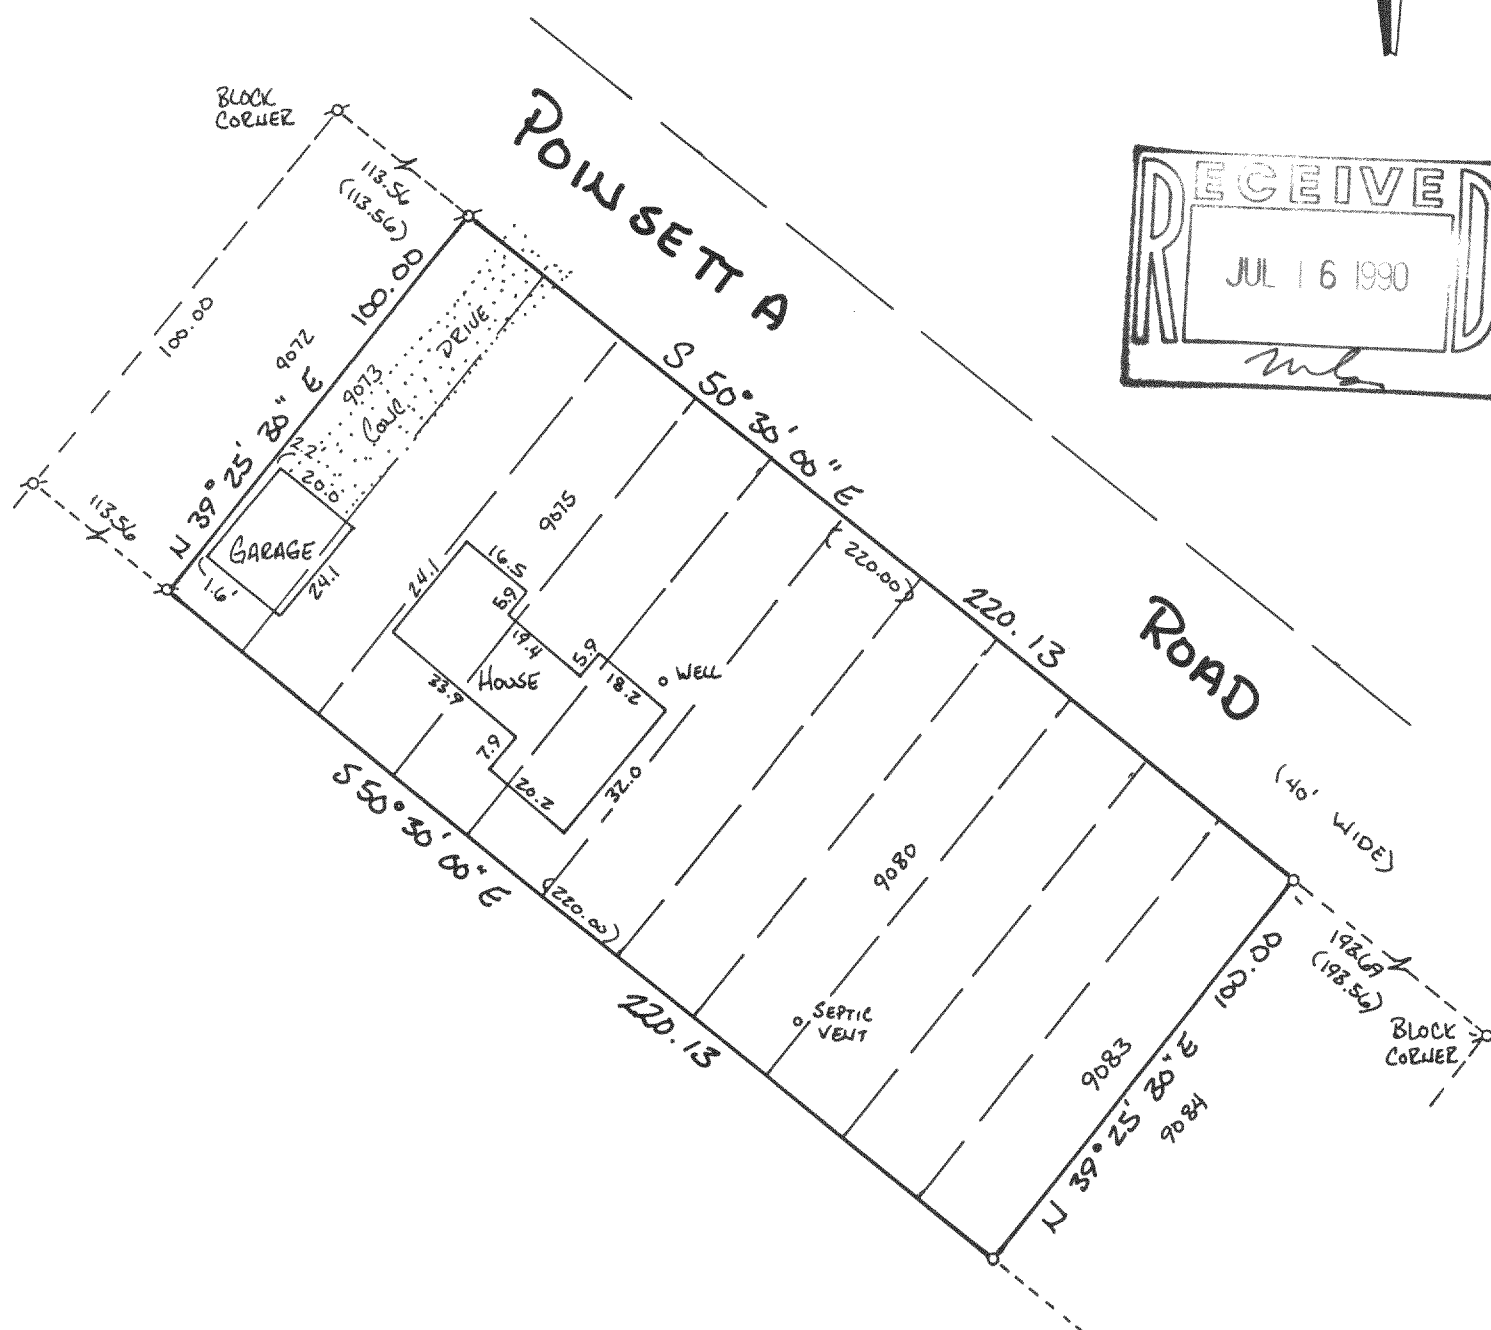 BLOCK
CORNER
113.56
(113.56)
POINSETTA
ROAD
(40' WIDE)
RECEIVED
JUL 16 1990
100.00
113.56
N 39° 25' 30" E 100.00
9072
9073
CONC. DRIVE
2.2'
20.0
GARAGE
24.1
1.6'
S 50° 30' 00" E 220.13
(220.00)
9075
24.1
16.5
5.9
19.4
5.9
18.2
HOUSE
33.9
7.9
20.2
32.0
WELL
S 50° 30' 00" E 220.13
(220.00)
9080
SEPTIC
VENT
9083
N 39° 25' 30" E 100.00
9084
(193.56)
BLOCK
CORNER